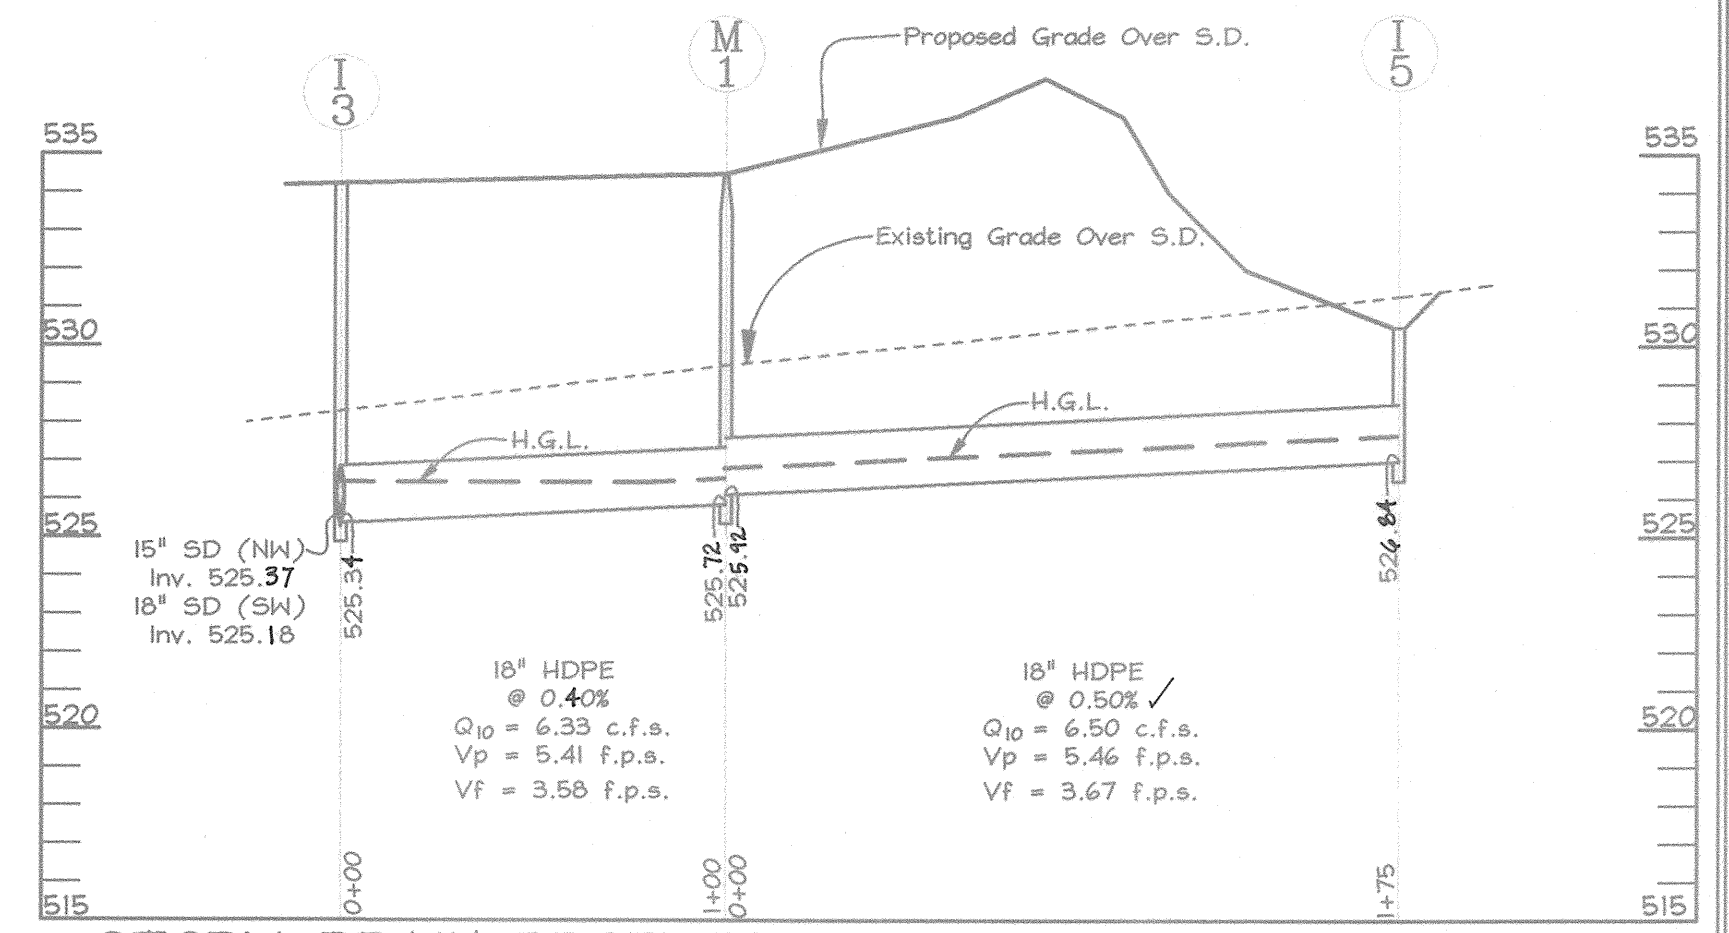 I
3
M
1
I
5
Proposed Grade Over S.D.
535
535
Existing Grade Over S.D.
530
530
H.G.L.
H.G.L.
525
525
15" SD (NW)
Inv. 525.37
18" SD (SW)
Inv. 525.18
525.34
525.72
525.92
526.84
18" HDPE
@ 0.40%
Q10 = 6.33 c.f.s.
Vp = 5.41 f.p.s.
Vf = 3.58 f.p.s.
18" HDPE
@ 0.50% ✓
Q10 = 6.50 c.f.s.
Vp = 5.46 f.p.s.
Vf = 3.67 f.p.s.
520
520
0+00
1+00
0+00
1+75
515
515